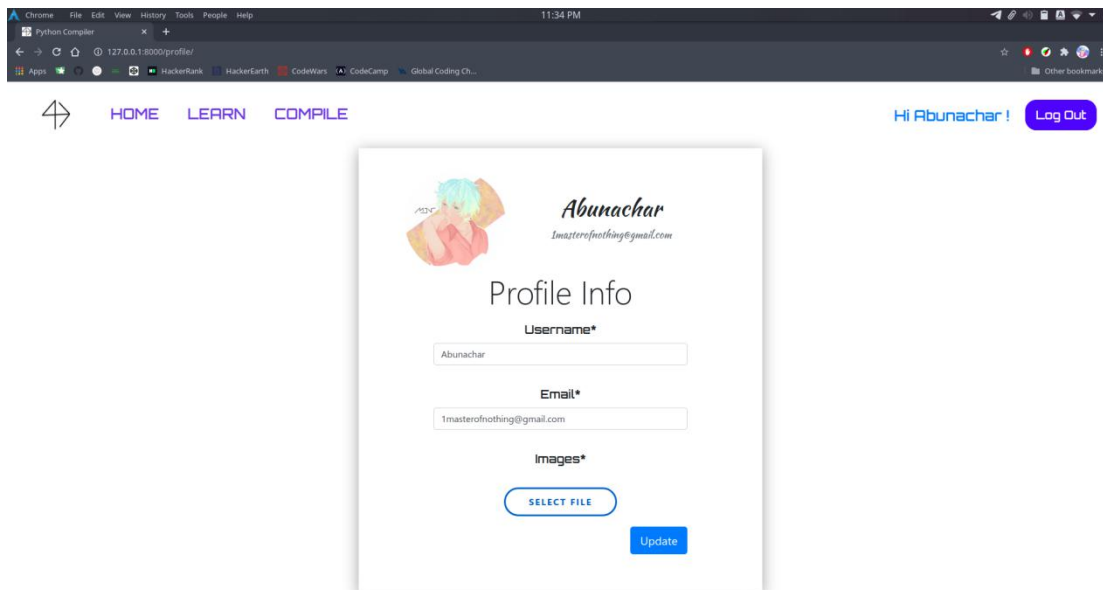 Chrome File Edit View History Tools People Help 11:34 PM
Python Compiler
127.0.0.1:8000/profile/
Apps HackerRank HackerEarth CodeWars CodeCamp Global Coding Ch... Other bookmark
HOME LEARN COMPILE Hi Abunachar ! Log Out
Abunachar
1masterofnothing@gmail.com
Profile Info
Username*
Abunachar
Email*
1masterofnothing@gmail.com
Images*
SELECT FILE
Update